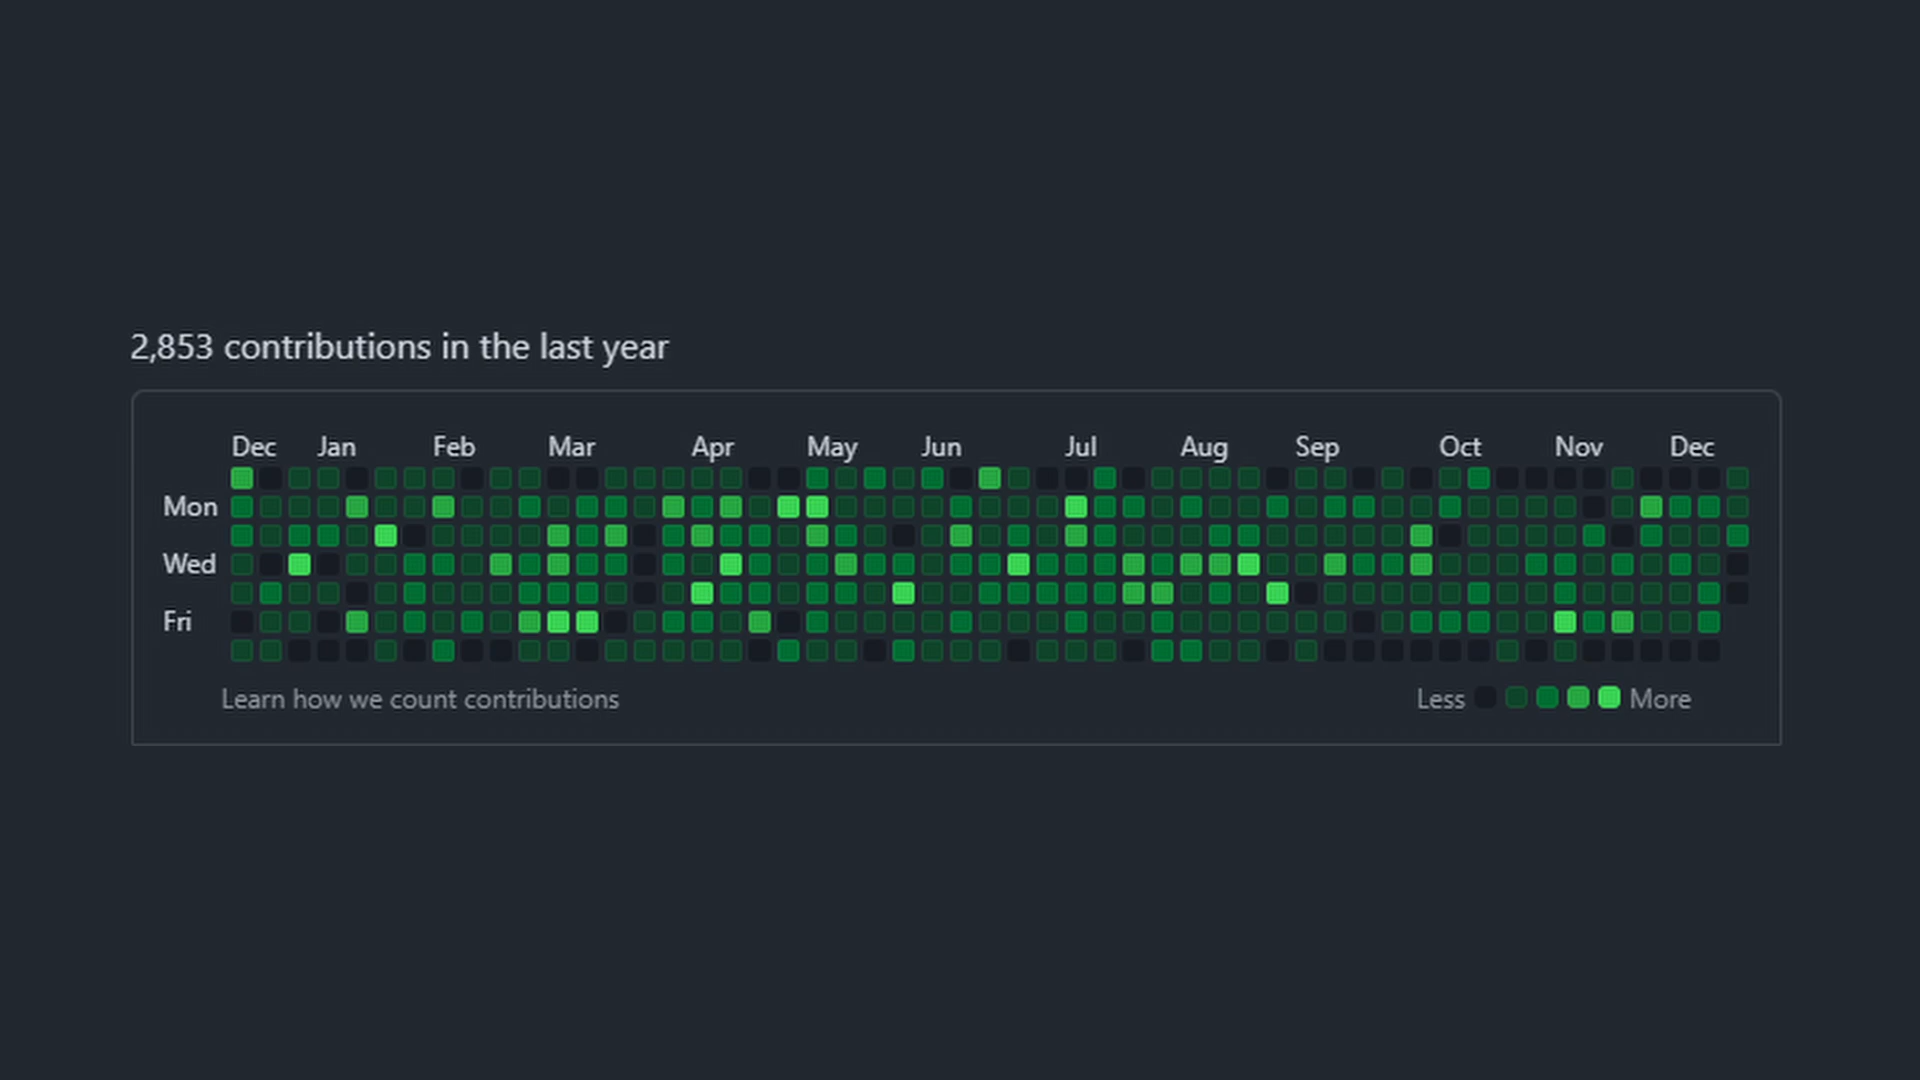 2,853 contributions in the last year
Dec Jan Feb Mar Apr May Jun Jul Aug Sep Oct Nov Dec
Mon
Wed
Fri
Learn how we count contributions
Less More